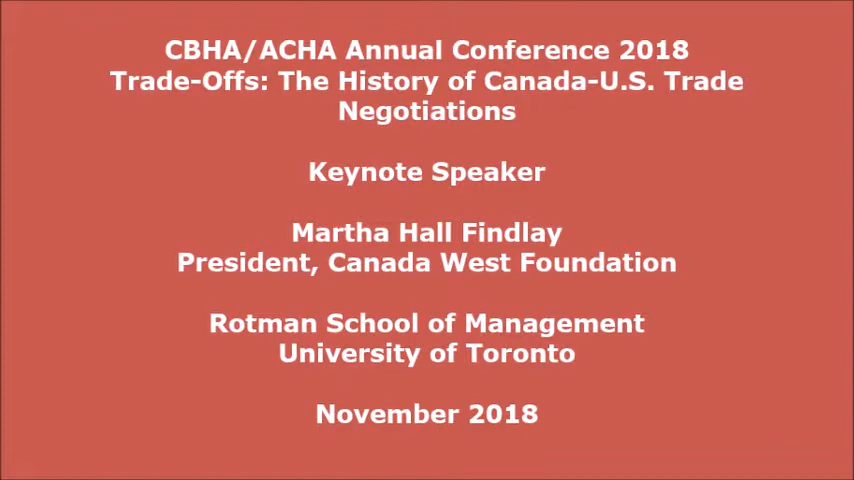 CBHA/ACHA Annual Conference 2018
Trade-Offs: The History of Canada-U.S. Trade
Negotiations
Keynote Speaker
Martha Hall Findlay
President, Canada West Foundation
Rotman School of Management
University of Toronto
November 2018